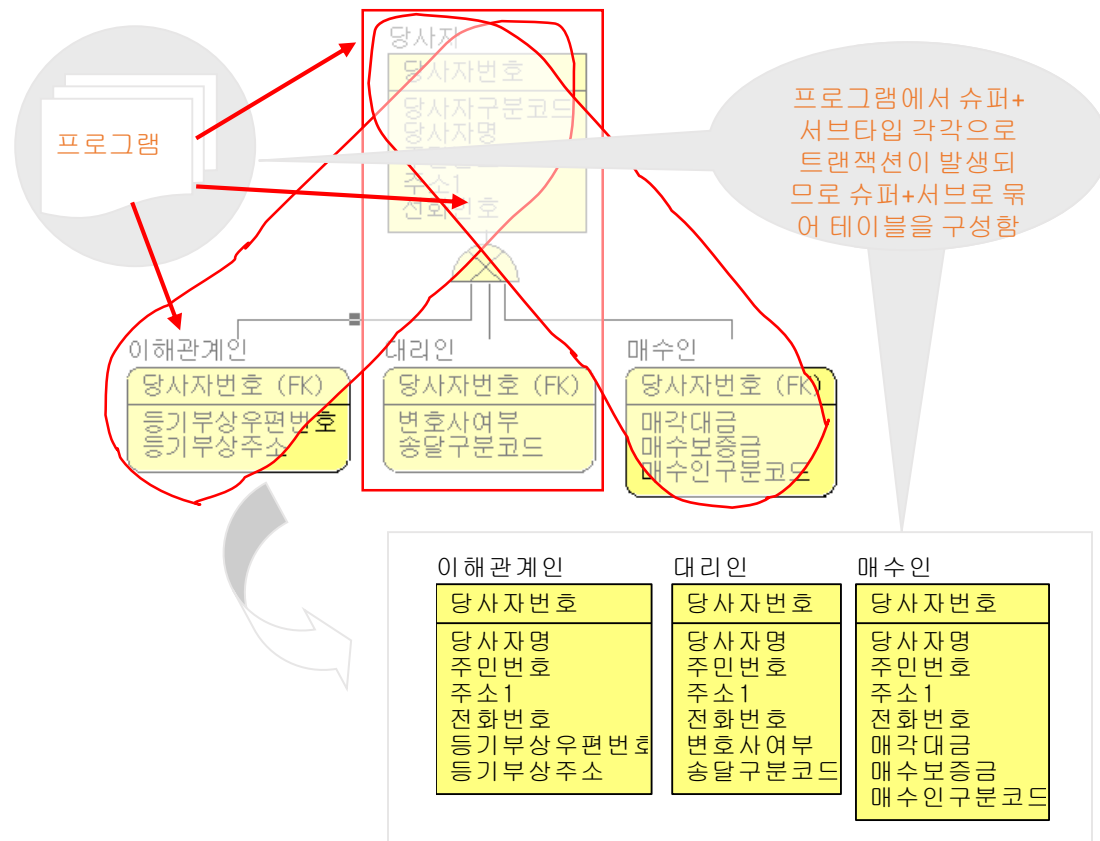 프로그램
당사자
당사자번호
당사자구분코드
당사자명
주소1
전화번호
프로그램에서 슈퍼+
서브타입 각각으로
트랜잭션이 발생되
므로 슈퍼+서브로 묶
어 테이블을 구성함
이해관계인
당사자번호 (FK)
등기부상우편번호
등기부상주소
대리인
당사자번호 (FK)
변호사여부
송달구분코드
매수인
당사자번호 (FK)
매각대금
매수보증금
매수인구분코드
이해관계인
당사자번호
당사자명
주민번호
주소1
전화번호
등기부상우편번호
등기부상주소
대리인
당사자번호
당사자명
주민번호
주소1
전화번호
변호사여부
송달구분코드
매수인
당사자번호
당사자명
주민번호
주소1
전화번호
매각대금
매수보증금
매수인구분코드